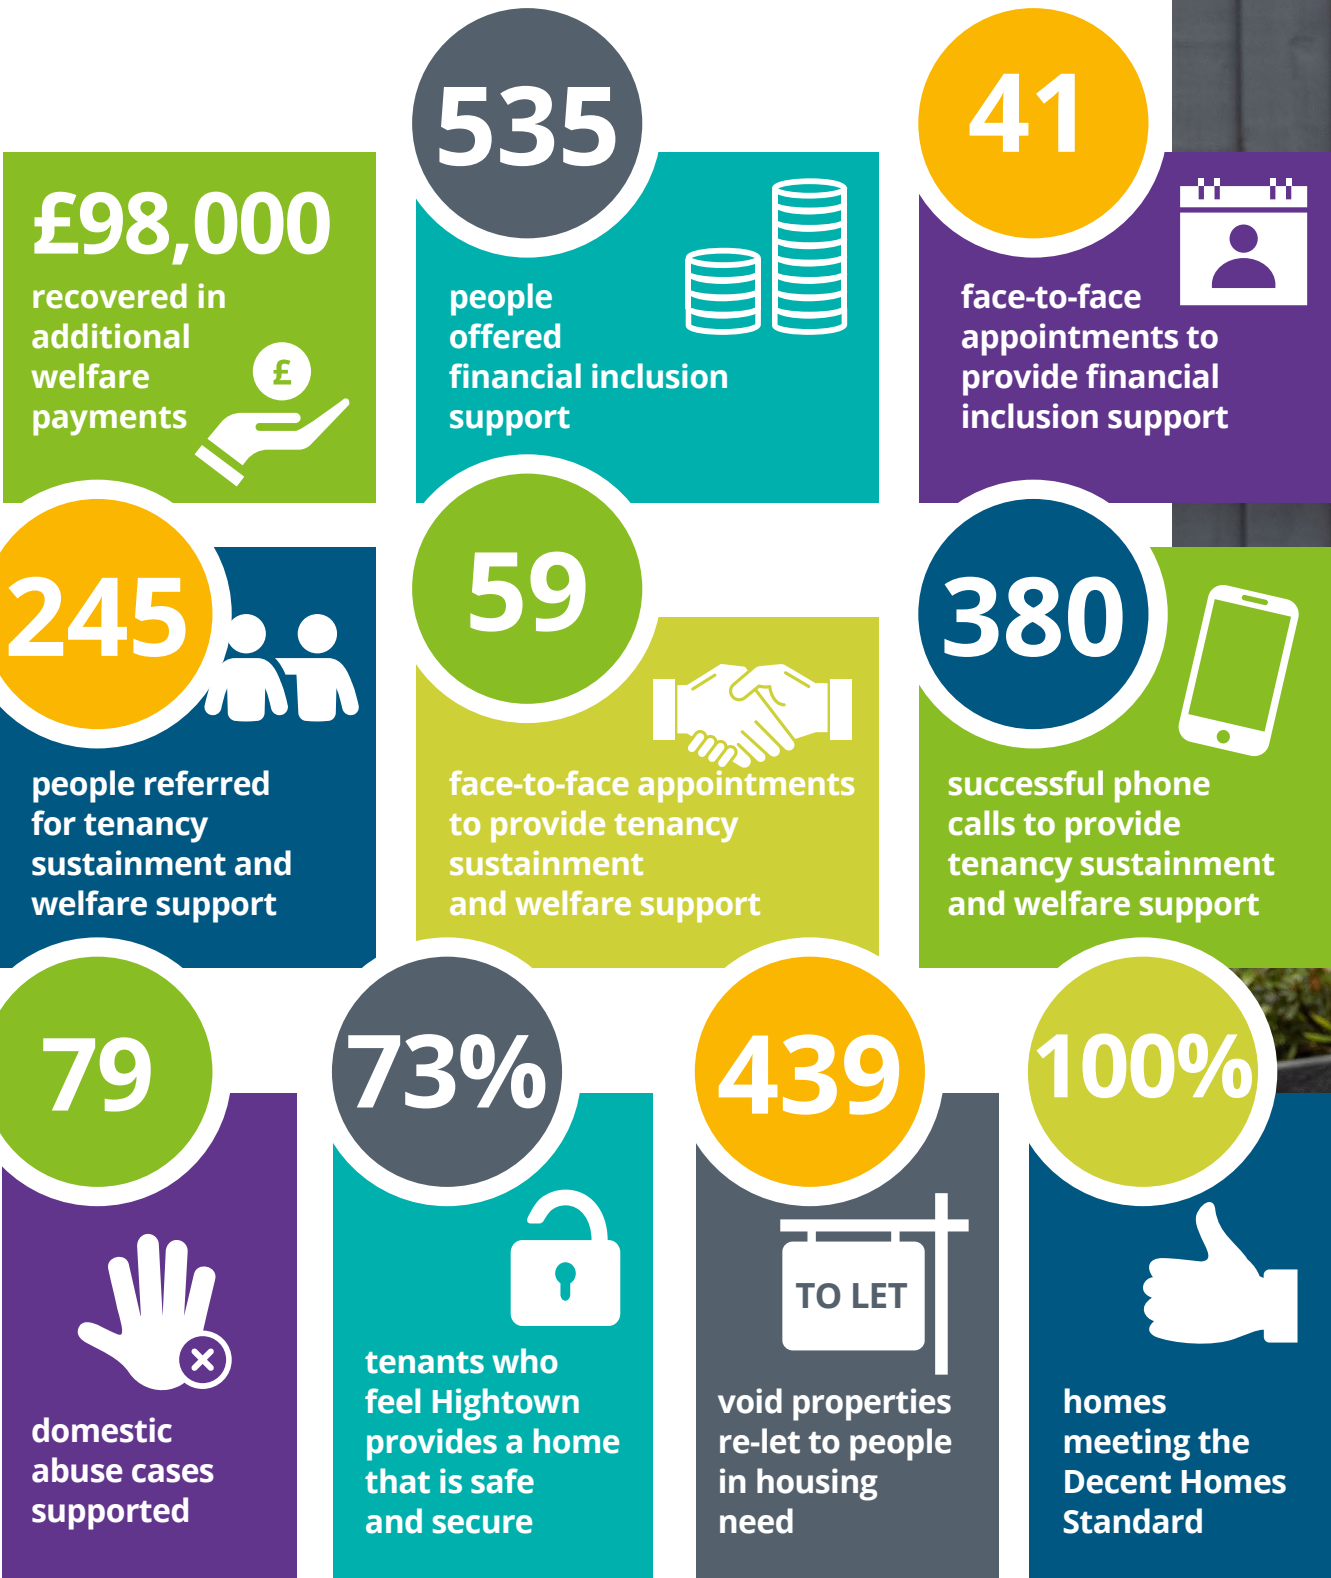 £98,000
recovered in
additional
welfare
payments
£
535
people
offered
financial inclusion
support
41
face-to-face
appointments to
provide financial
inclusion support
245
people referred
for tenancy
sustainment and
welfare support
59
face-to-face appointments
to provide tenancy
sustainment
and welfare support
380
successful phone
calls to provide
tenancy sustainment
and welfare support
79
domestic
abuse cases
supported
73%
tenants who
feel Hightown
provides a home
that is safe
and secure
439
TO LET
void properties
re-let to people
in housing
need
100%
homes
meeting the
Decent Homes
Standard